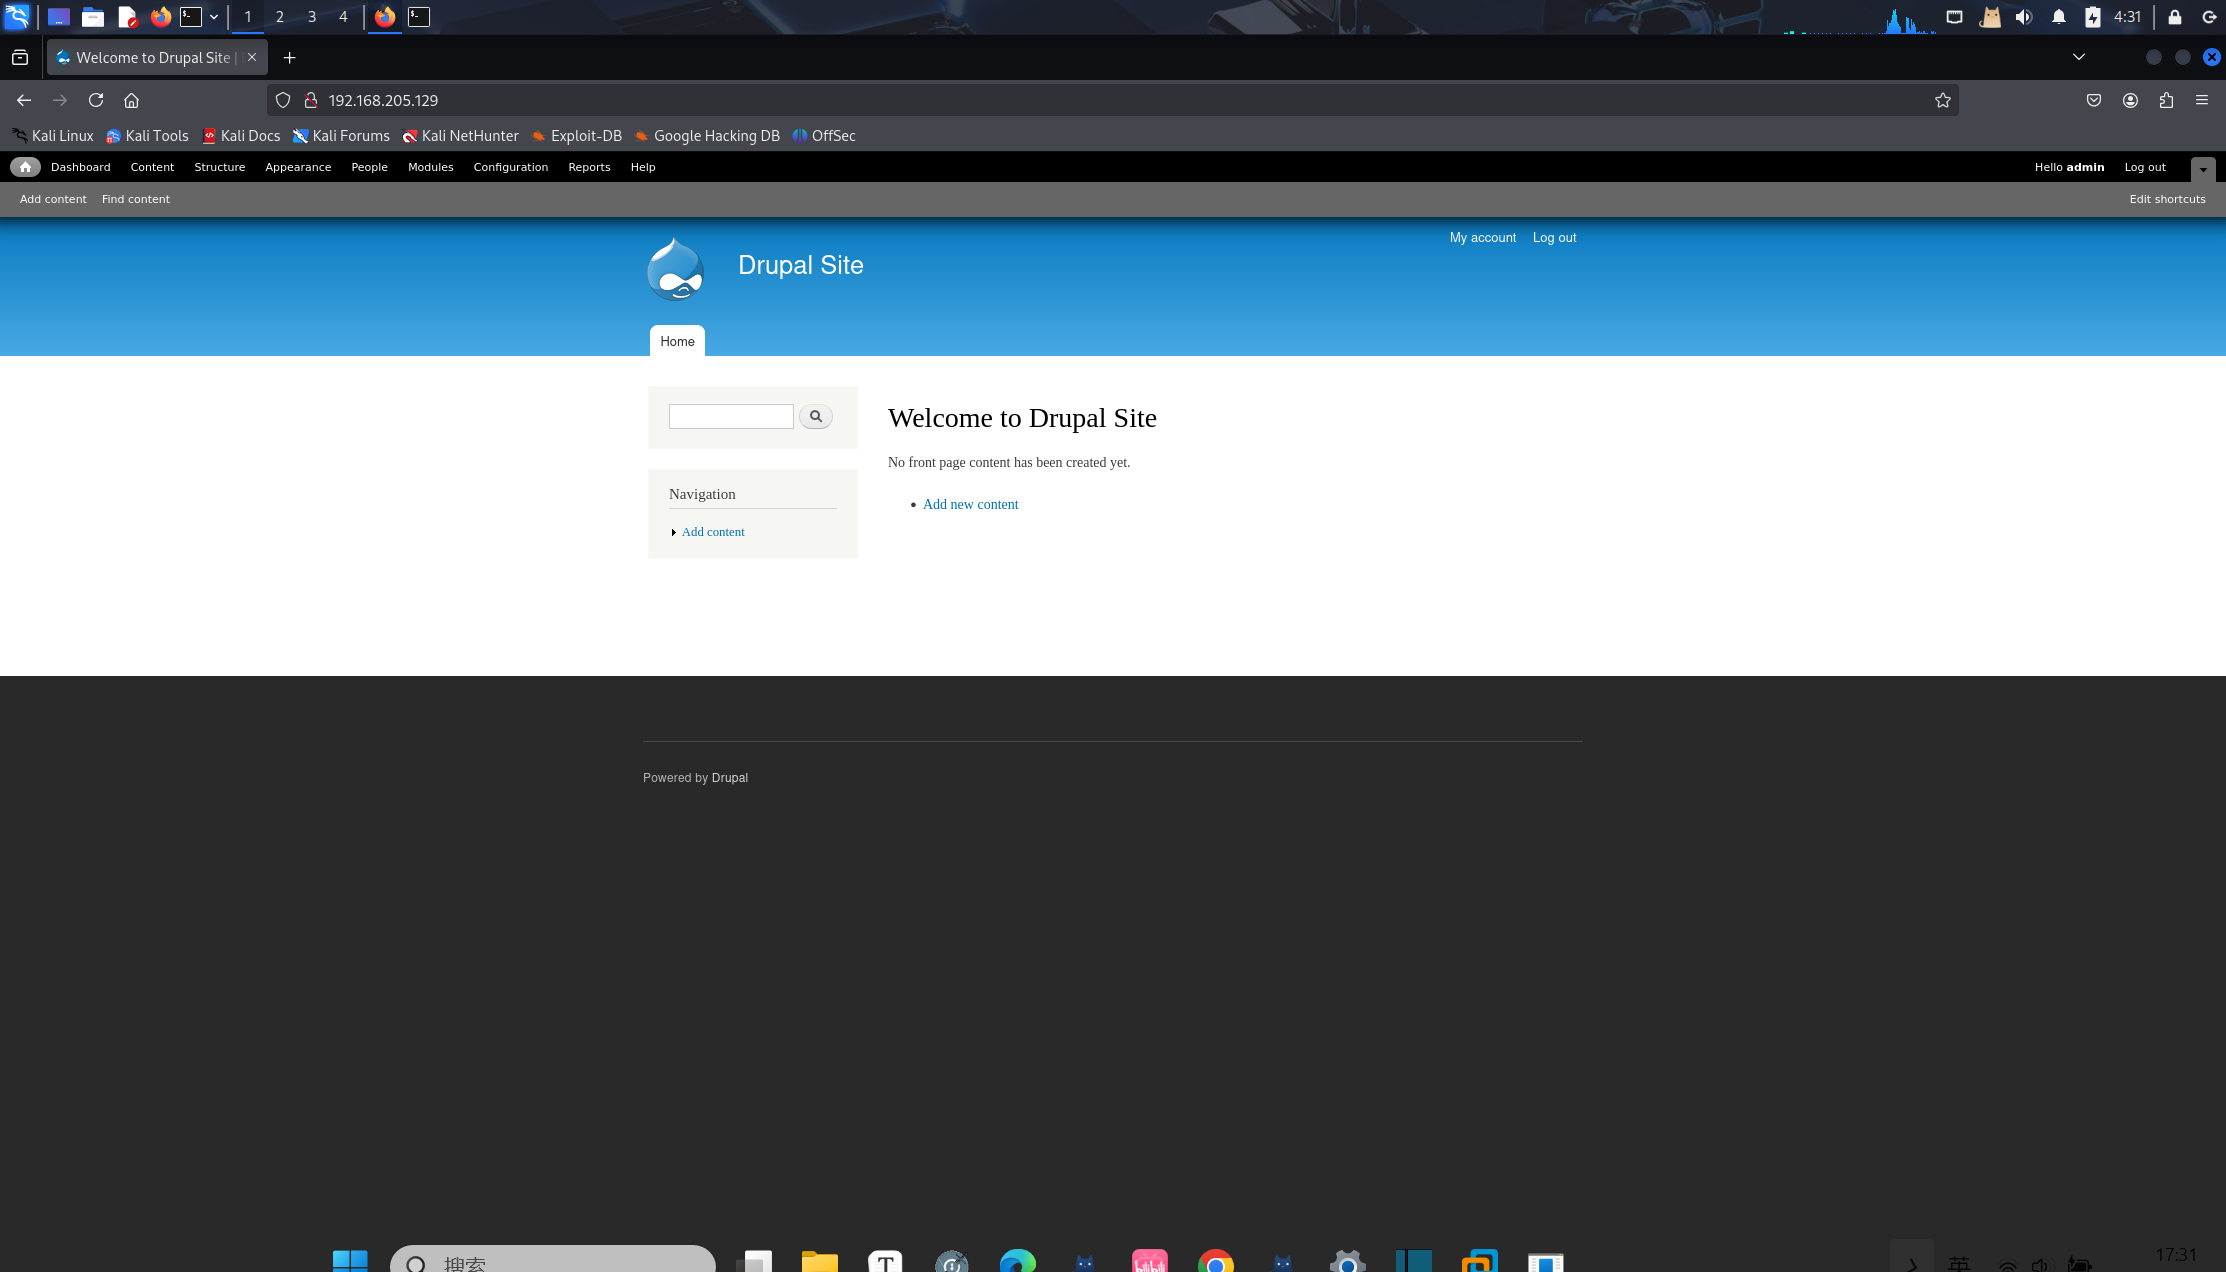 1 2 3 4 4:31
Welcome to Drupal Site |
192.168.205.129
Kali Linux Kali Tools Kali Docs Kali Forums Kali NetHunter Exploit-DB Google Hacking DB OffSec
Dashboard Content Structure Appearance People Modules Configuration Reports Help Hello admin Log out
Add content Find content Edit shortcuts
My account Log out
Drupal Site
Home
Welcome to Drupal Site
No front page content has been created yet.
Navigation
Add new content
Add content
Powered by Drupal
搜索 T bilibili 英 17:31